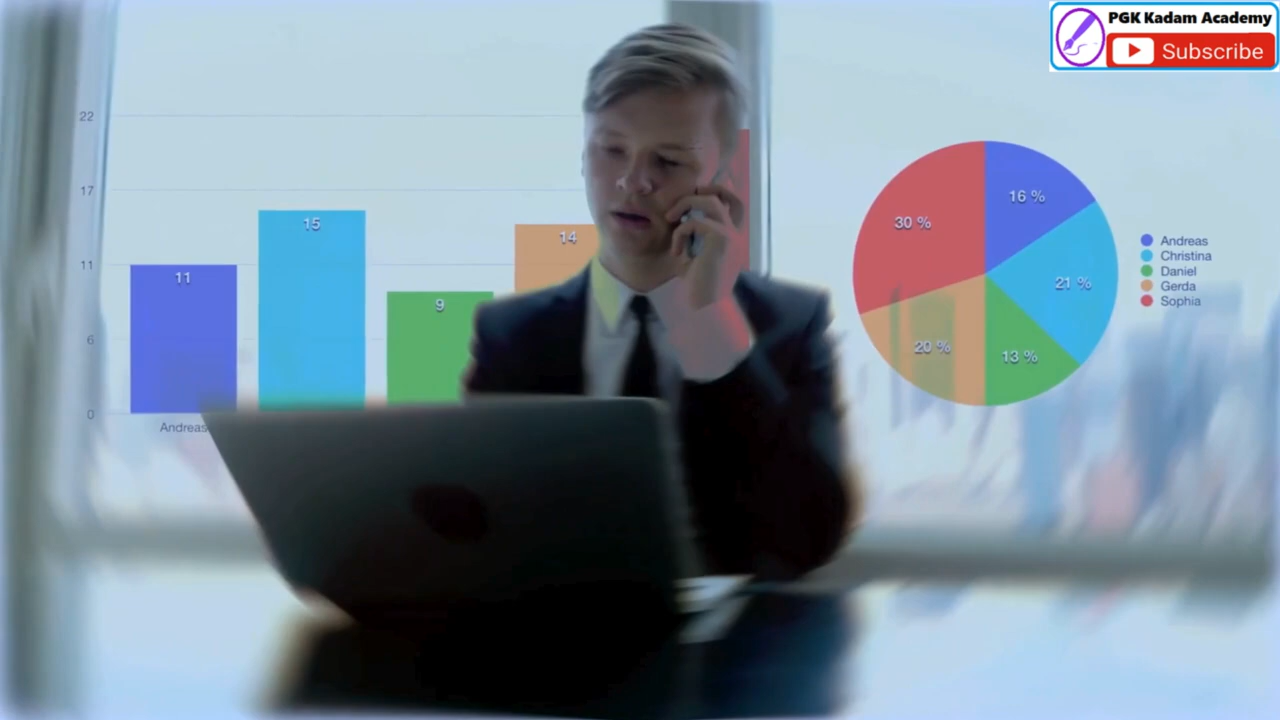 PGK Kadam Academy
Subscribe
22
17
11
6
0
11
15
9
14
Andreas
30 %
16 %
21 %
20 %
13 %
Andreas
Christina
Daniel
Gerda
Sophia